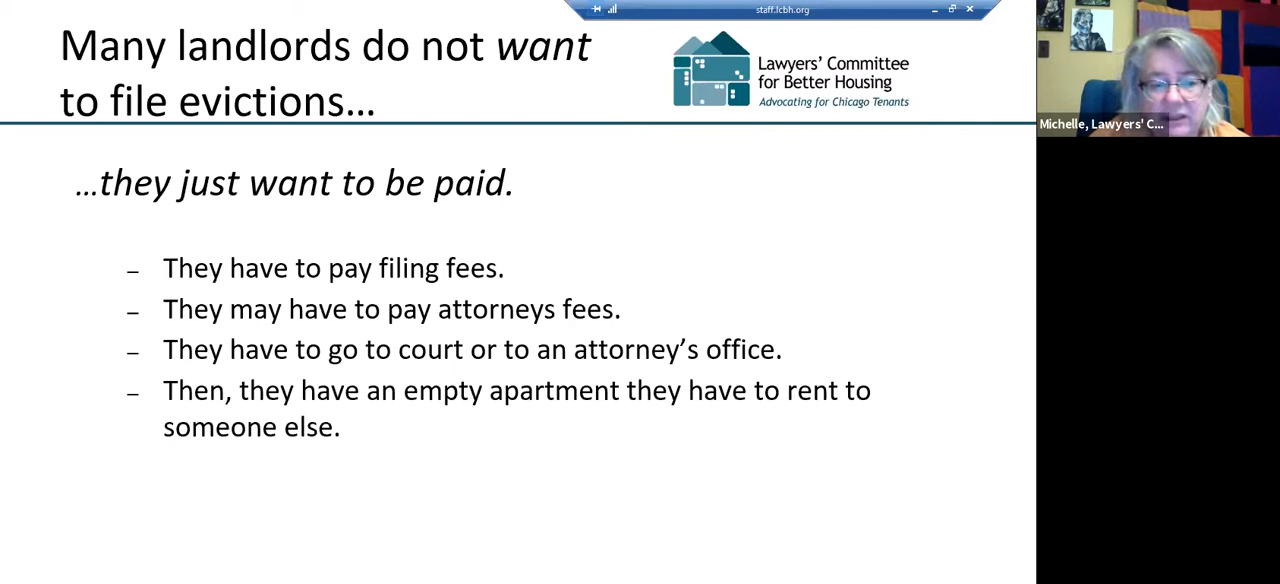 staff.lcbh.org
Many landlords do not want
to file evictions...
Lawyers' Committee
for Better Housing
Advocating for Chicago Tenants
Michelle, Lawyers' C...
...they just want to be paid.
– They have to pay filing fees.
– They may have to pay attorneys fees.
– They have to go to court or to an attorney’s office.
– Then, they have an empty apartment they have to rent to
someone else.